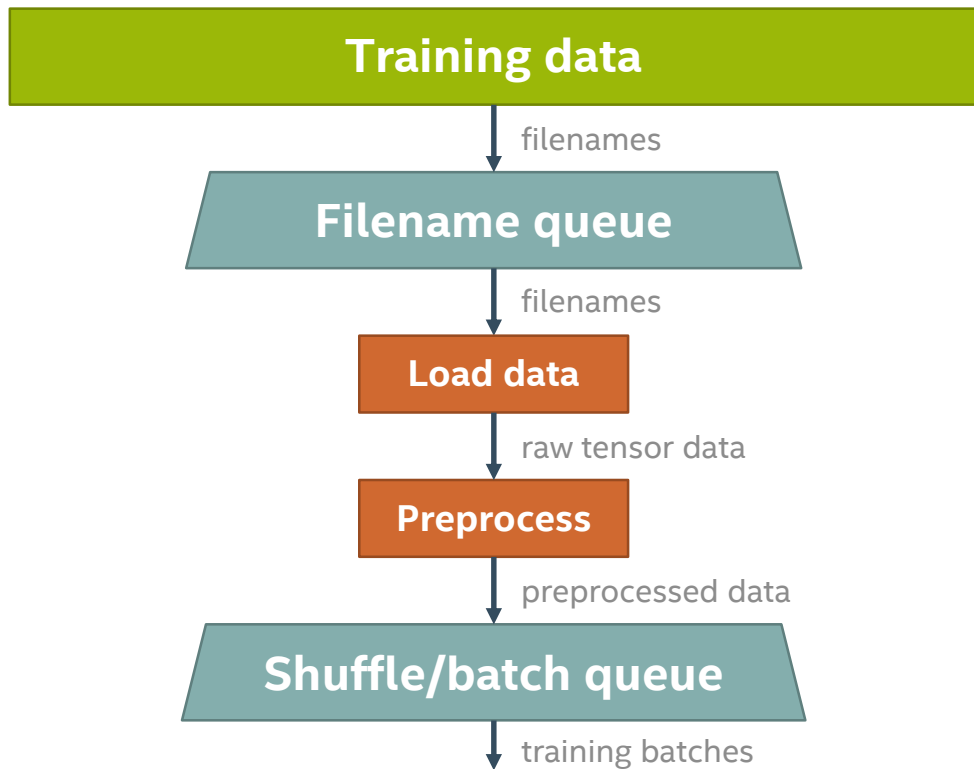 Training data
filenames
Filename queue
filenames
Load data
raw tensor data
Preprocess
preprocessed data
Shuffle/batch queue
training batches